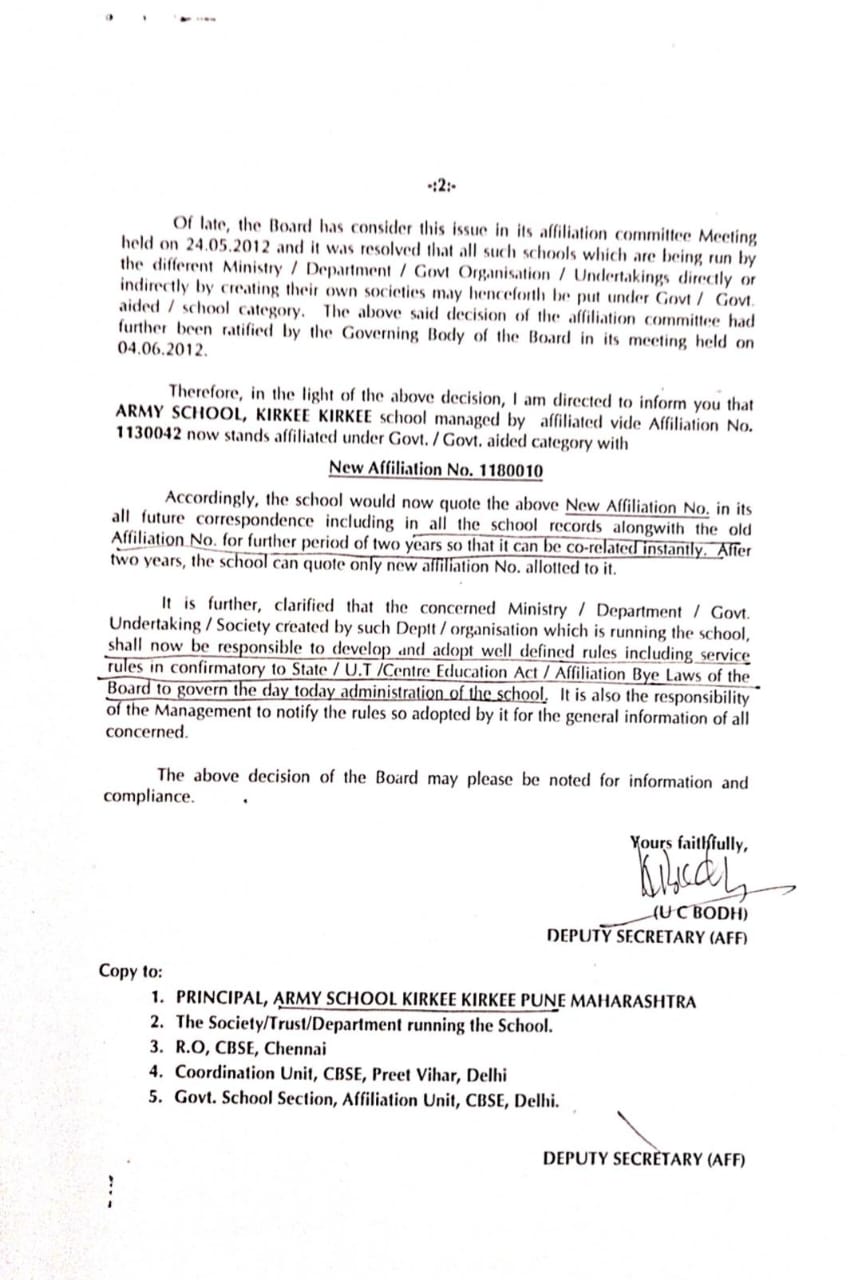 -:2:-
Of late, the Board has consider this issue in its affiliation committee Meeting
held on 24.05.2012 and it was resolved that all such schools which are being run by
the different Ministry / Department / Govt Organisation / Undertakings directly or
indirectly by creating their own societies may henceforth be put under Govt / Govt.
aided / school category. The above said decision of the affiliation committee had
further been ratified by the Governing Body of the Board in its meeting held on
04.06.2012.
Therefore, in the light of the above decision, I am directed to inform you that
ARMY SCHOOL, KIRKEE KIRKEE school managed by affiliated vide Affiliation No.
1130042 now stands affiliated under Govt. / Govt. aided category with
New Affiliation No. 1180010
Accordingly, the school would now quote the above New Affiliation No. in its
all future correspondence including in all the school records alongwith the old
Affiliation No. for further period of two years so that it can be co-related instantly. After
two years, the school can quote only new affiliation No. allotted to it.
It is further, clarified that the concerned Ministry / Department / Govt.
Undertaking / Society created by such Deptt / organisation which is running the school,
shall now be responsible to develop and adopt well defined rules including service
rules in confirmatory to State / U.T /Centre Education Act / Affiliation Bye Laws of the
Board to govern the day today administration of the school. It is also the responsibility
of the Management to notify the rules so adopted by it for the general information of all
concerned.
The above decision of the Board may please be noted for information and
compliance.
Yours faithfully,
(U C BODH)
DEPUTY SECRETARY (AFF)
Copy to:
1. PRINCIPAL, ARMY SCHOOL KIRKEE KIRKEE PUNE MAHARASHTRA
2. The Society/Trust/Department running the School.
3. R.O, CBSE, Chennai
4. Coordination Unit, CBSE, Preet Vihar, Delhi
5. Govt. School Section, Affiliation Unit, CBSE, Delhi.
DEPUTY SECRETARY (AFF)